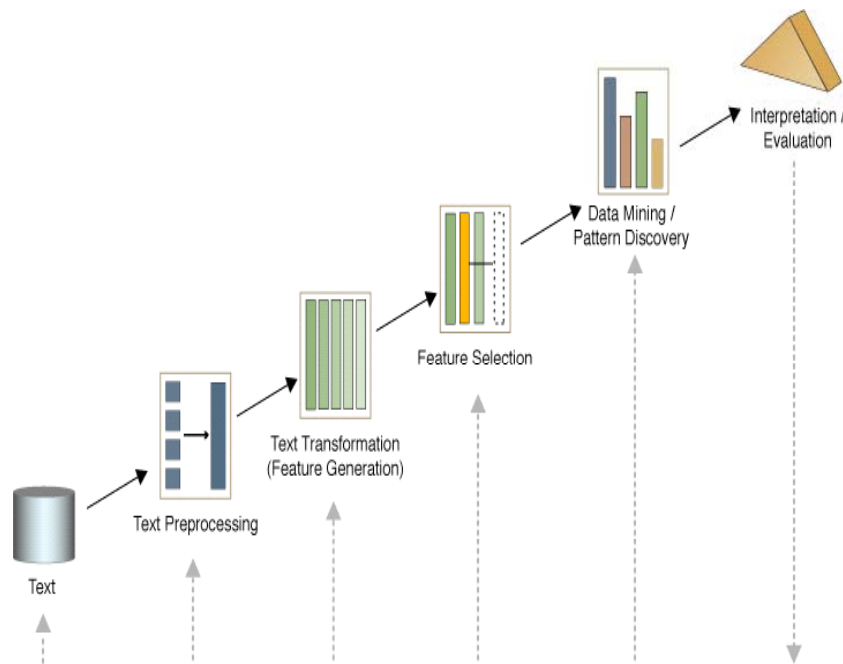 Interpretation /
Evaluation
Data Mining /
Pattern Discovery
Feature Selection
Text Transformation
(Feature Generation)
Text Preprocessing
Text